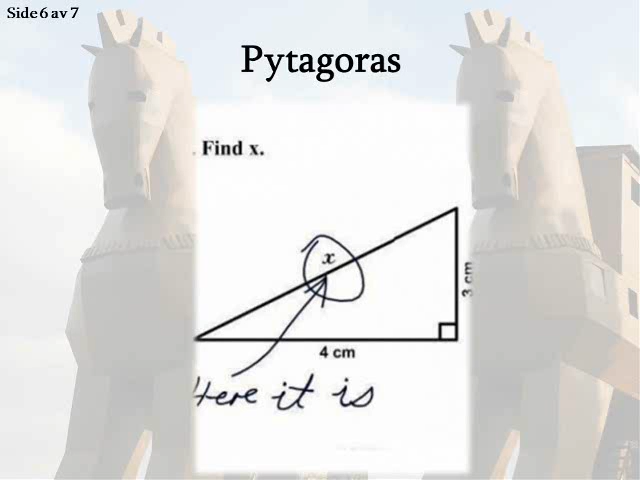 Side 6 av 7
Pytagoras
. Find x.
x
3 cm
4 cm
Here it is